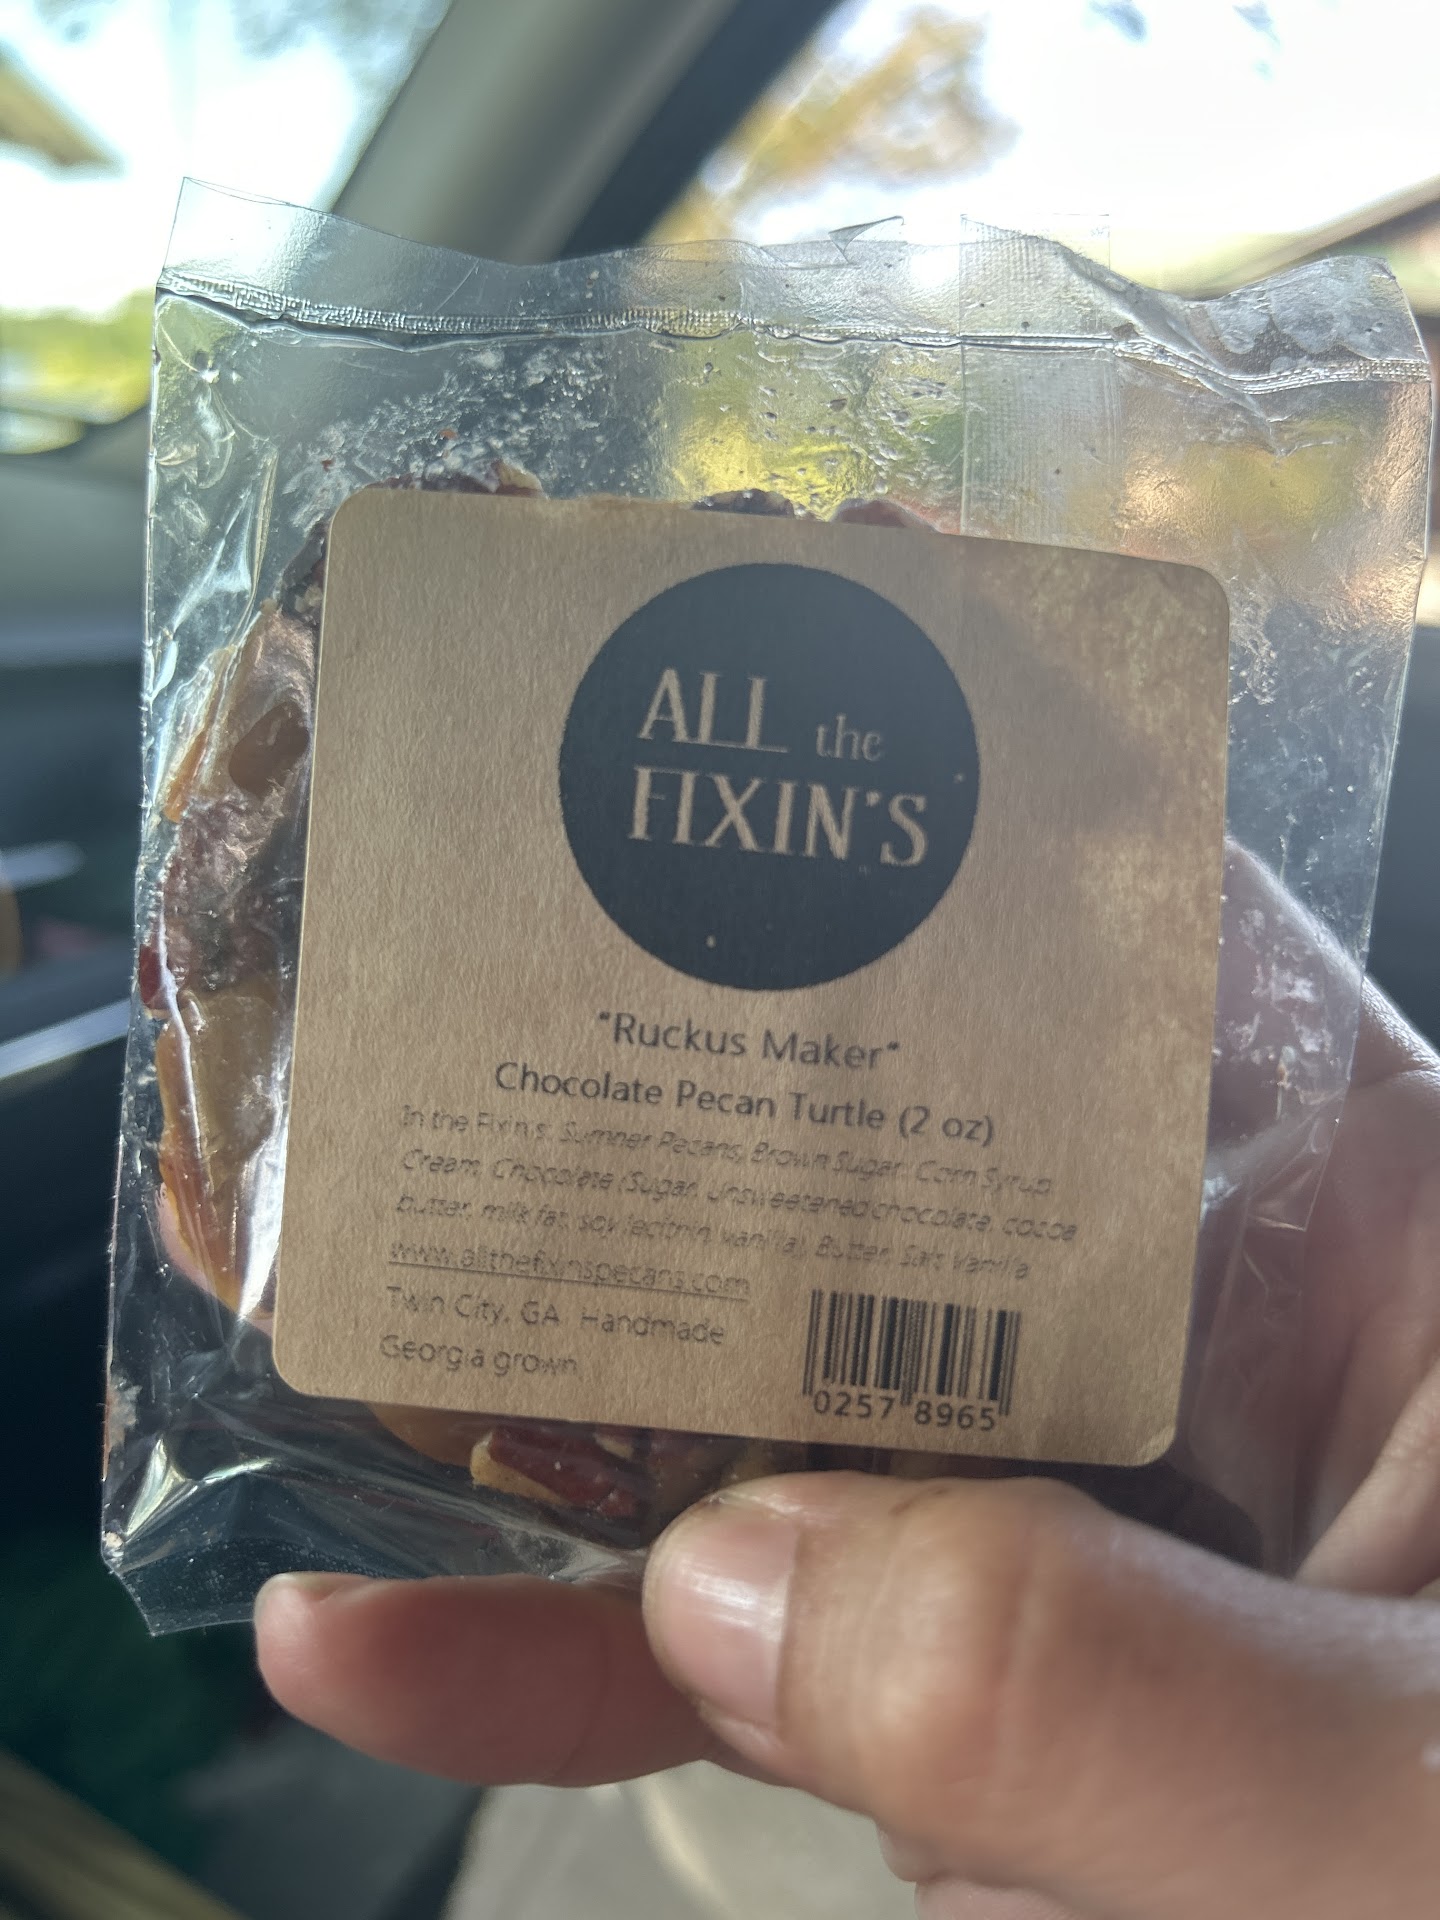 ALL the
FIXIN'S
"Ruckus Maker"
Chocolate Pecan Turtle (2 oz)
In the Fixin's: Sumner Pecans, Brown Sugar, Corn Syrup,
Cream, Chocolate (Sugar, unsweetened chocolate, cocoa
butter, milk fat, soy lecithin, vanilla), Butter, Salt, Vanilla
www.allthefixinspecans.com
Twin City, GA Handmade
Georgia grown
0257 8965